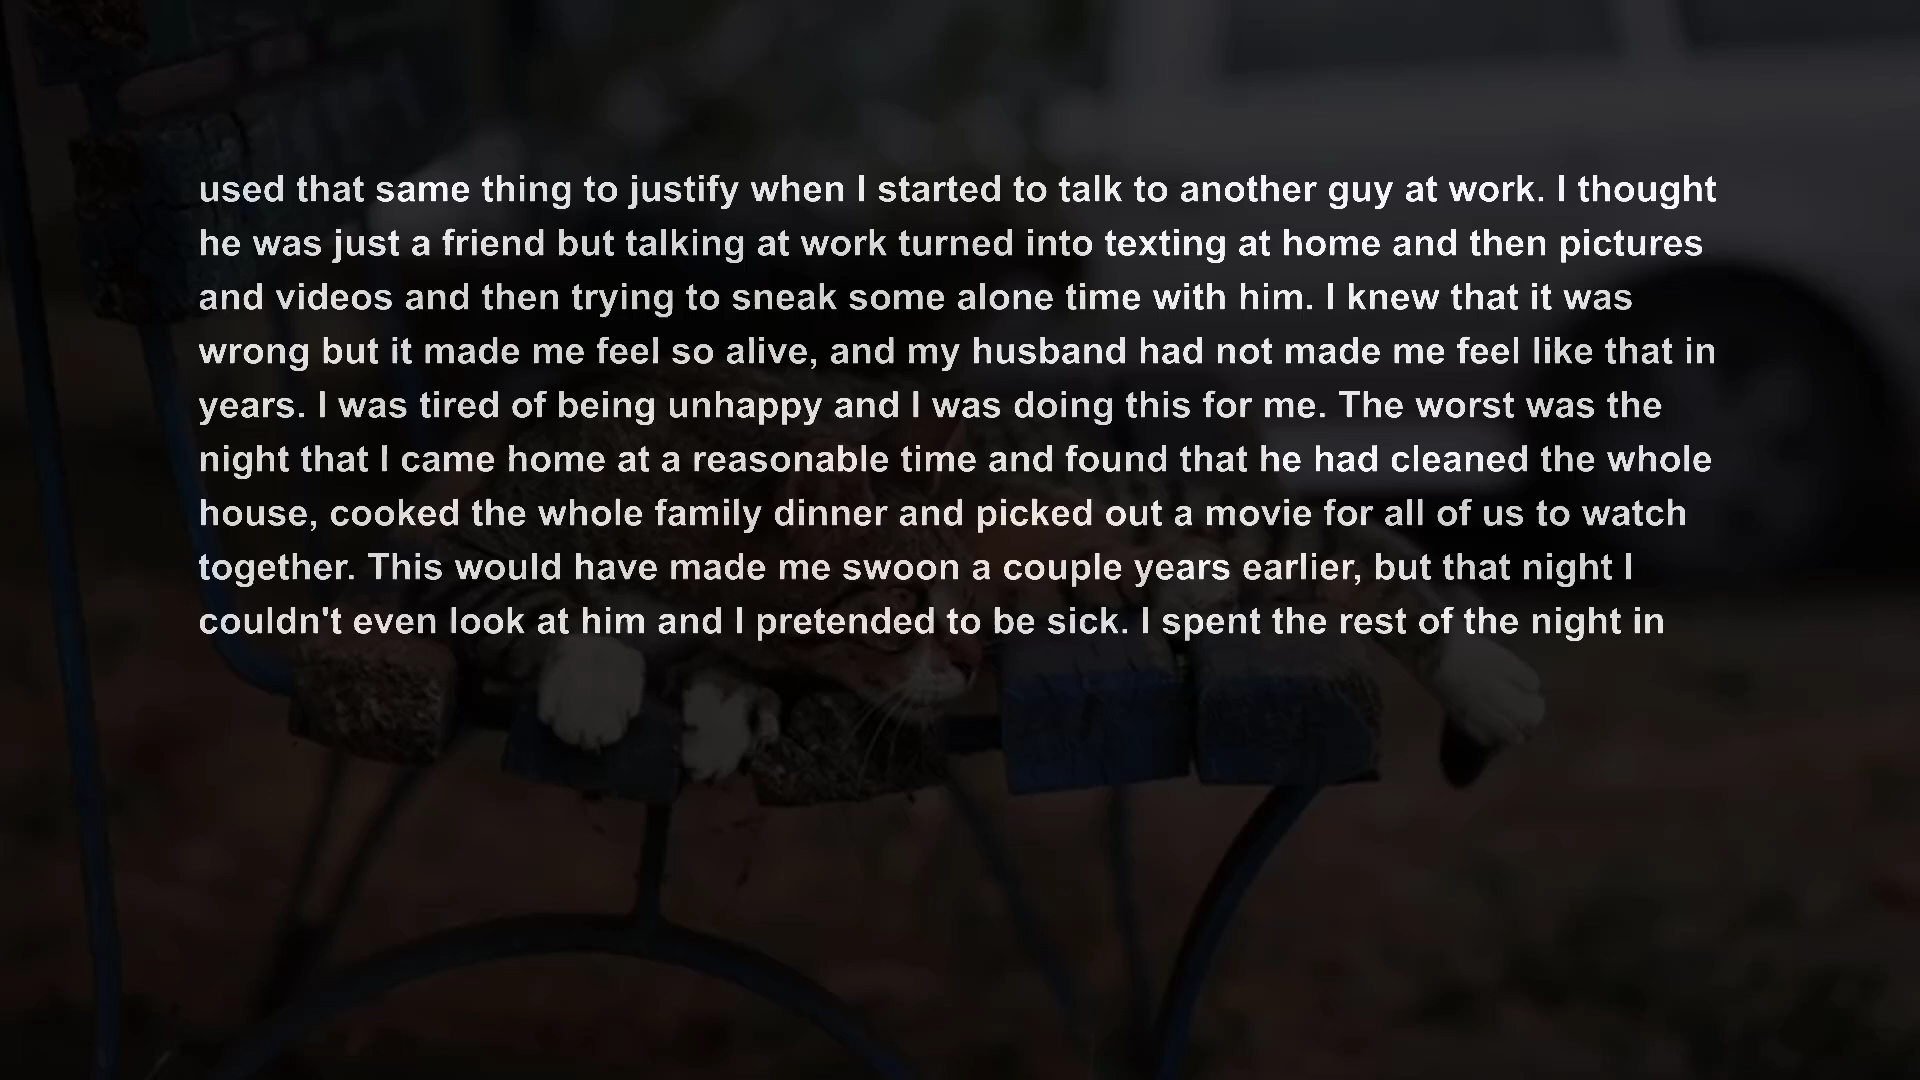 used that same thing to justify when I started to talk to another guy at work. I thought
he was just a friend but talking at work turned into texting at home and then pictures
and videos and then trying to sneak some alone time with him. I knew that it was
wrong but it made me feel so alive, and my husband had not made me feel like that in
years. I was tired of being unhappy and I was doing this for me. The worst was the
night that I came home at a reasonable time and found that he had cleaned the whole
house, cooked the whole family dinner and picked out a movie for all of us to watch
together. This would have made me swoon a couple years earlier, but that night I
couldn't even look at him and I pretended to be sick. I spent the rest of the night in